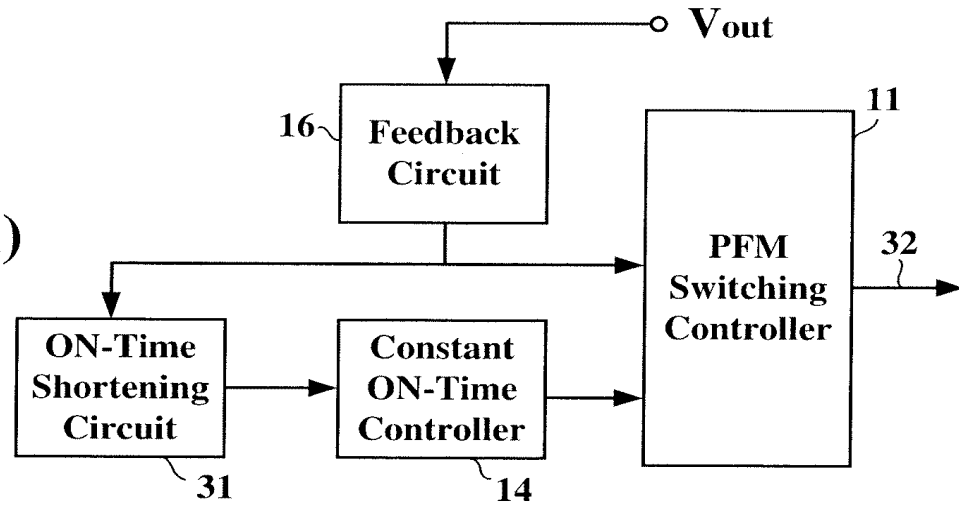 Vout
16
Feedback
Circuit
11
)
PFM
Switching
Controller
32
ON-Time
Shortening
Circuit
31
Constant
ON-Time
Controller
14